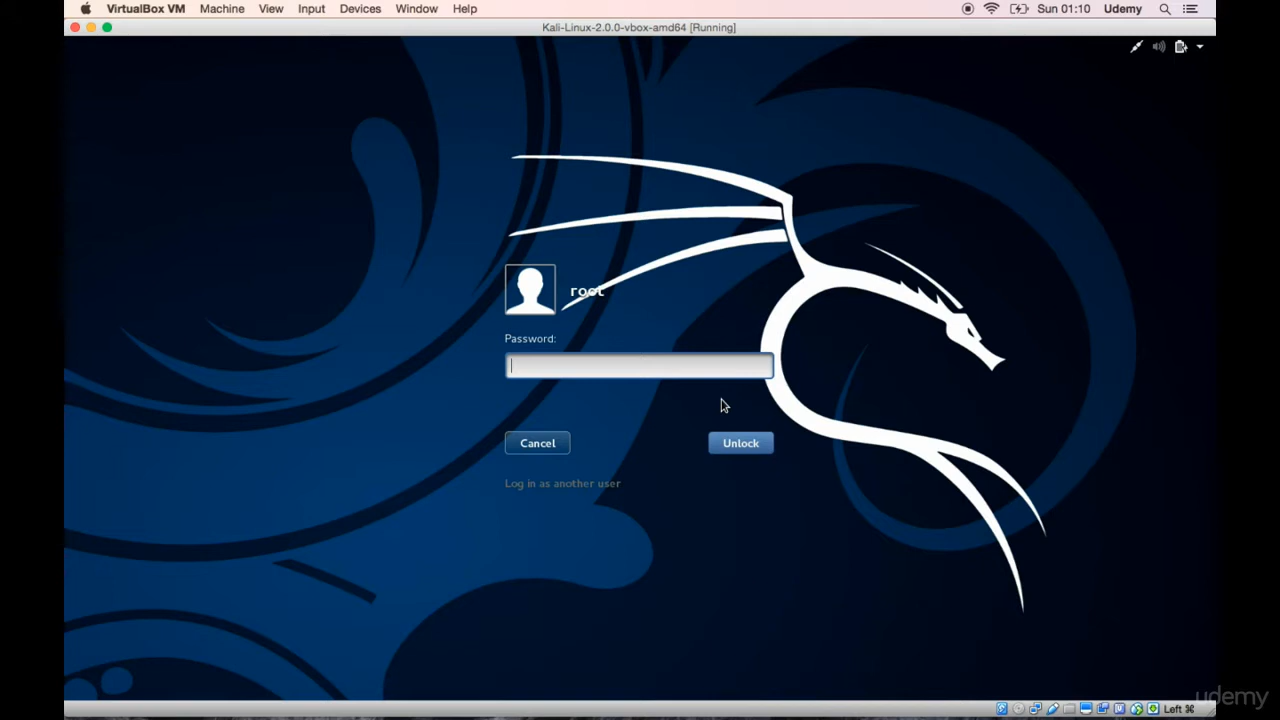 VirtualBox VM Machine View Input Devices Window Help Sun 01:10 Udemy
Kali-Linux-2.0.0-vbox-amd64 [Running]
root
Password:
Cancel Unlock
Log in as another user
udemy
Left ⌘